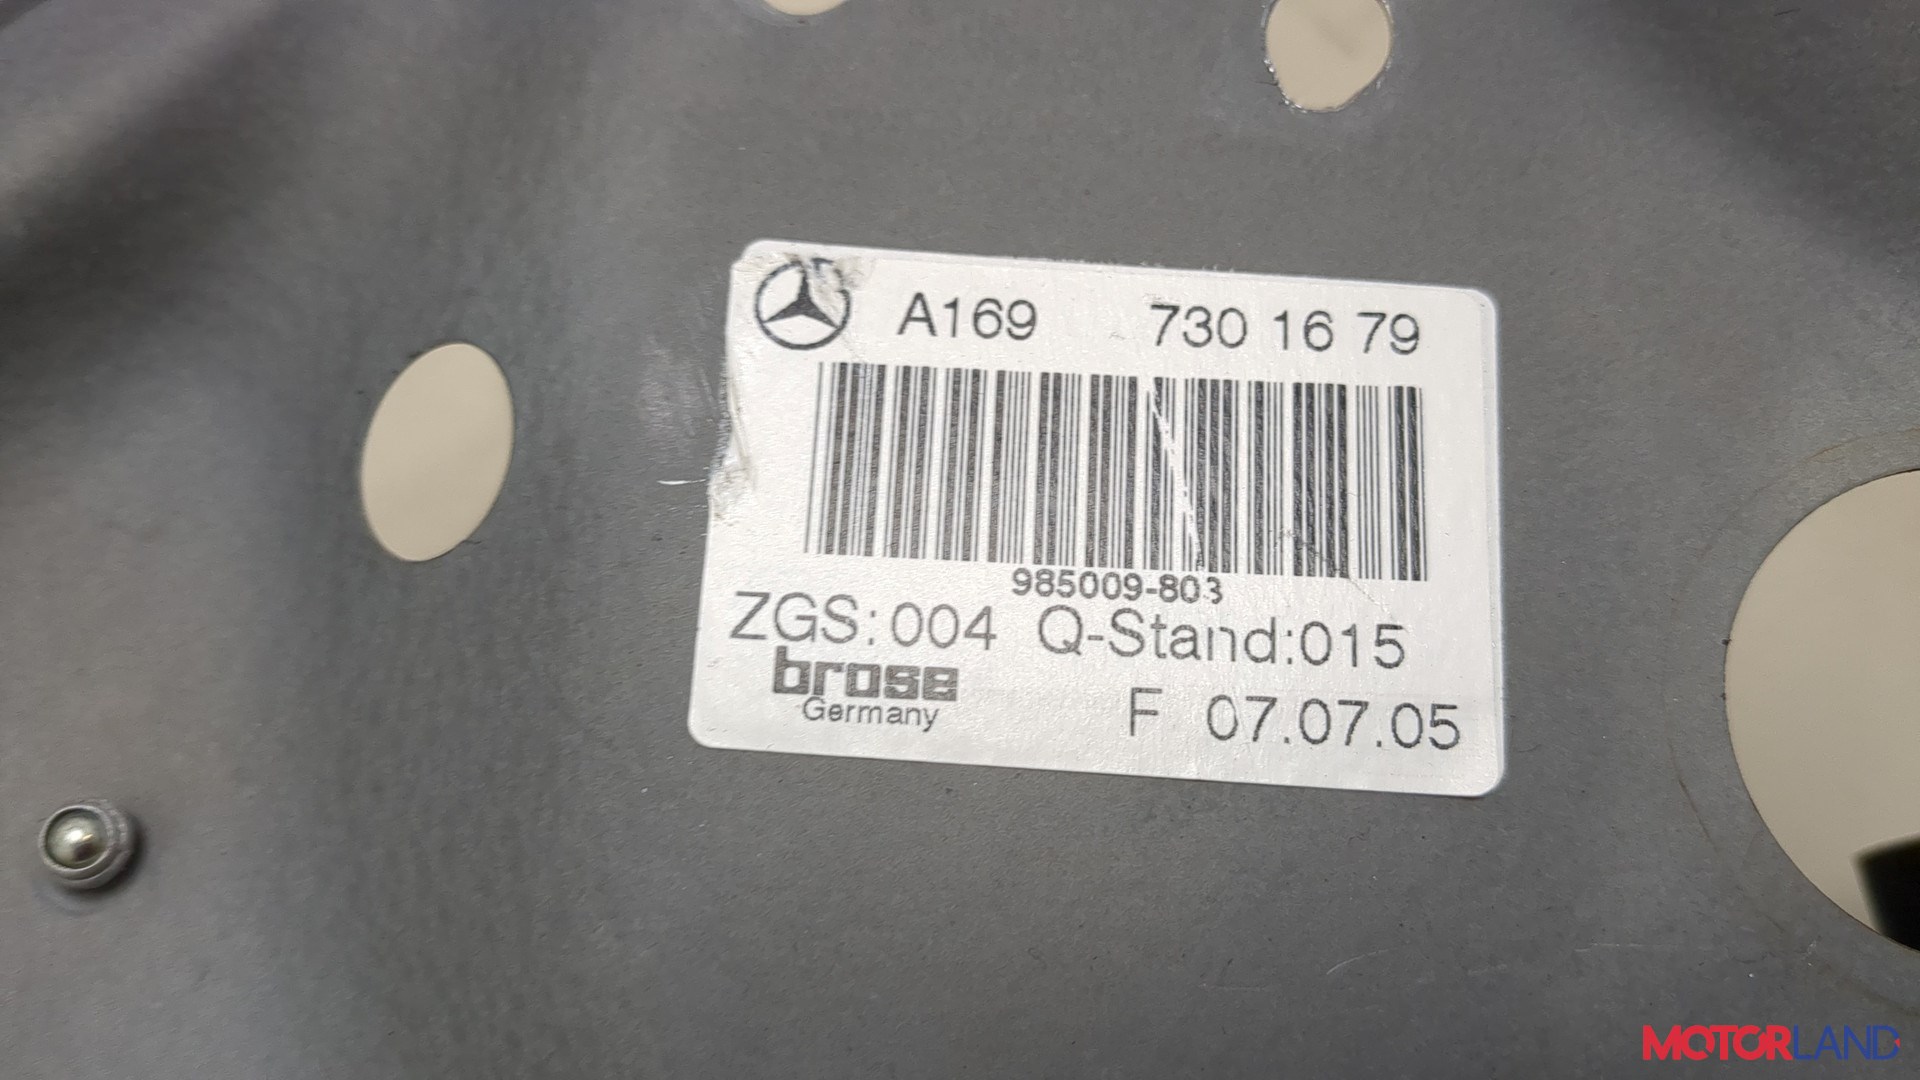 A169 730 16 79
985009-803
ZGS:004 Q-Stand:015
brose
Germany
F 07.07.05
MOTORLAND